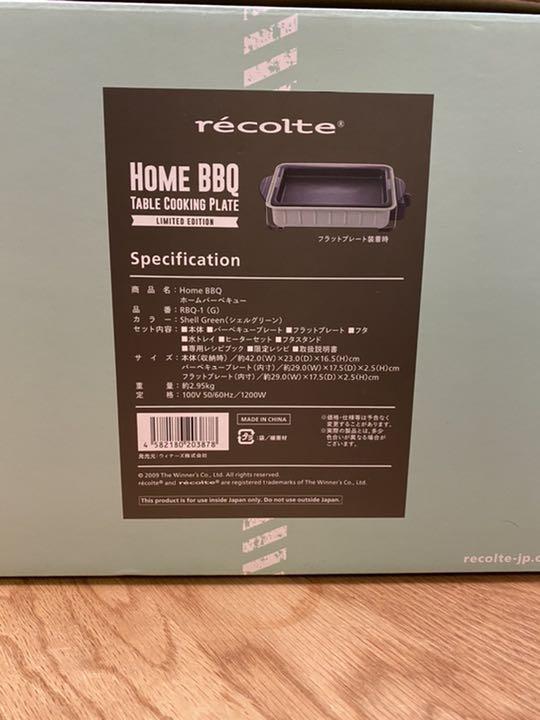 récolte®
HOME BBQ
TABLE COOKING PLATE
LIMITED EDITION
フラットプレート装着時
Specification
商品名：Home BBQ
ホームバーベキュー
品番：RBQ-1 (G)
カラー：Shell Green（シェルグリーン）
セット内容：■本体 ■バーベキュープレート ■フラットプレート ■フタ
■水トレイ ■ヒーターセット ■フタスタンド
■専用レシピブック ■限定レシピ ■取扱説明書
サイズ：本体（収納時）／約42.0(W)×23.0(D)×16.5(H)cm
バーベキュープレート（内寸）／約29.0(W)×17.5(D)×2.5(H)cm
フラットプレート（内寸）／約29.0(W)×17.5(D)×2.5(H)cm
重量：約2.95kg
定格：100V 50/60Hz／1200W
4 582180 203878
MADE IN CHINA
プラ：袋／緩衝材
※価格・仕様等は予告なく
変更することがあります。
※実際の製品とは、多少
色合いが異なる場合が
ございます。
発売元：ウィナーズ株式会社
© 2009 The Winner's Co., Ltd. All rights reserved.
récolte® and récolte® are registered trademarks of The Winner's Co., Ltd.
This product is for use inside Japan only. Do not use outside Japan.
recolte-jp.c